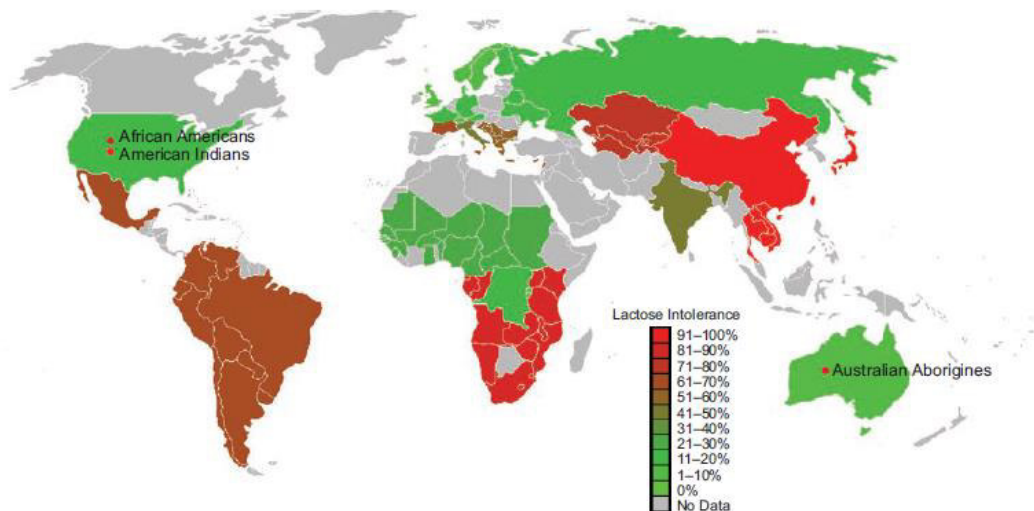 African Americans
American Indians
Lactose Intolerance
91–100%
81–90%
71–80%
61–70%
51–60%
41–50%
31–40%
21–30%
11–20%
1–10%
0%
No Data
Australian Aborigines